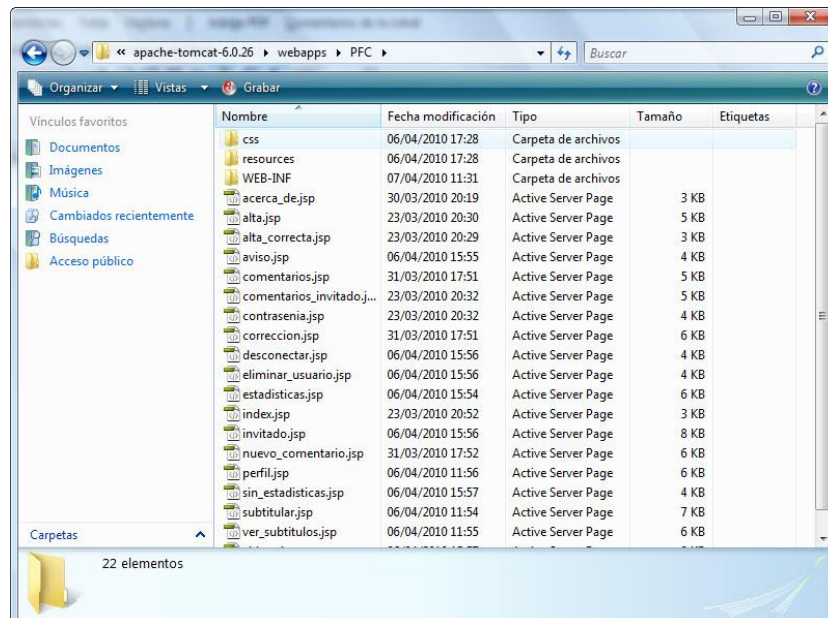 « apache-tomcat-6.0.26 ▸ webapps ▸ PFC ▸ Buscar
Organizar Vistas Grabar
Vínculos favoritos
Documentos
Imágenes
Música
Cambiados recientemente
Búsquedas
Acceso público
Carpetas
Nombre Fecha modificación Tipo Tamaño Etiquetas
css 06/04/2010 17:28 Carpeta de archivos
resources 06/04/2010 17:28 Carpeta de archivos
WEB-INF 07/04/2010 11:31 Carpeta de archivos
acerca_de.jsp 30/03/2010 20:19 Active Server Page 3 KB
alta.jsp 23/03/2010 20:30 Active Server Page 5 KB
alta_correcta.jsp 23/03/2010 20:29 Active Server Page 3 KB
aviso.jsp 06/04/2010 15:55 Active Server Page 4 KB
comentarios.jsp 31/03/2010 17:51 Active Server Page 5 KB
comentarios_invitado.j... 23/03/2010 20:32 Active Server Page 5 KB
contrasenia.jsp 23/03/2010 20:32 Active Server Page 4 KB
correccion.jsp 31/03/2010 17:51 Active Server Page 6 KB
desconectar.jsp 06/04/2010 15:56 Active Server Page 4 KB
eliminar_usuario.jsp 06/04/2010 15:56 Active Server Page 4 KB
estadisticas.jsp 06/04/2010 15:54 Active Server Page 6 KB
index.jsp 23/03/2010 20:52 Active Server Page 3 KB
invitado.jsp 06/04/2010 15:56 Active Server Page 8 KB
nuevo_comentario.jsp 31/03/2010 17:52 Active Server Page 6 KB
perfil.jsp 06/04/2010 11:56 Active Server Page 6 KB
sin_estadisticas.jsp 06/04/2010 15:57 Active Server Page 4 KB
subtitular.jsp 06/04/2010 11:54 Active Server Page 7 KB
ver_subtitulos.jsp 06/04/2010 11:55 Active Server Page 6 KB
22 elementos